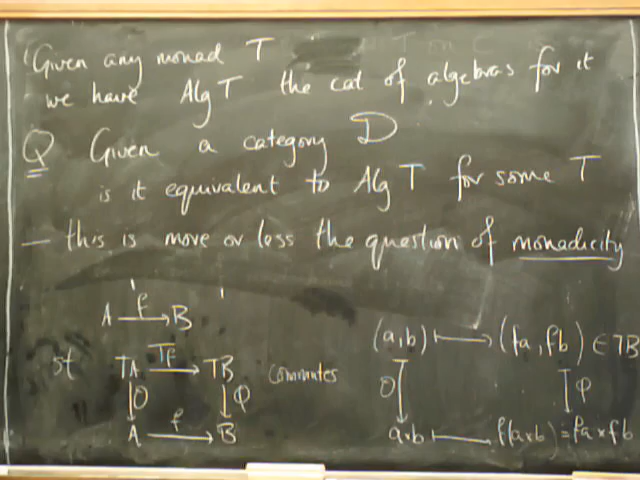 Given any monad T
we have Alg T the cat of algebras for it
Q Given a category D
is it equivalent to Alg T for some T
— this is more or less the question of monadicity
A f→ B
st TA Tf→ TB commutes
θ↓ ↓φ
A f→ B
(a,b) ↦ (fa, fb) ∈ TB
θ ↓ ↓ φ
a×b ↦ f(a×b) = fa × fb